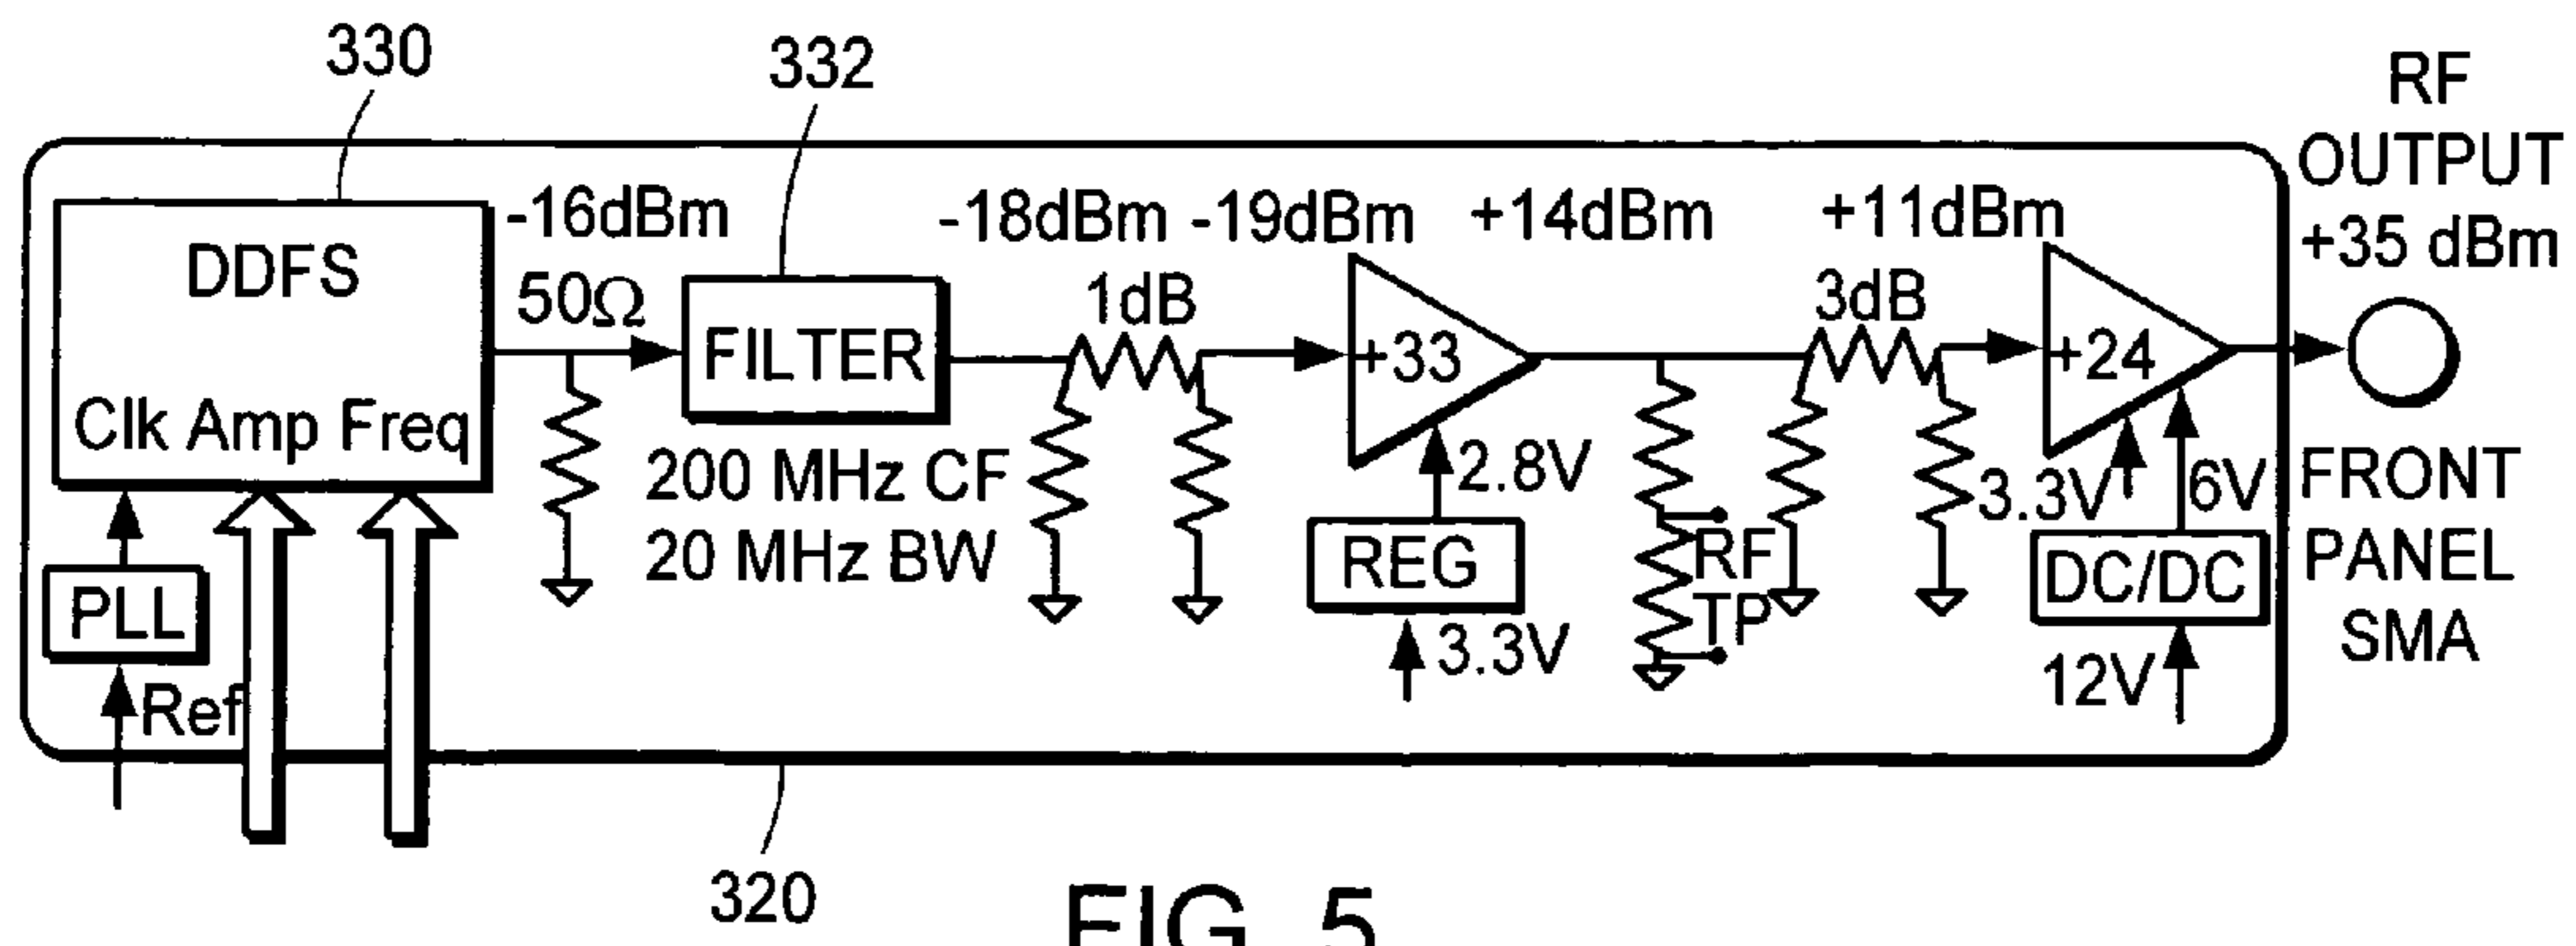 330
332
RF
OUTPUT
+35 dBm
-16dBm
-18dBm
-19dBm
+14dBm
+11dBm
DDFS
50Ω
1dB
3dB
FILTER
+33
+24
Clk Amp Freq
200 MHz CF
20 MHz BW
2.8V
3.3V
6V
FRONT
PANEL
SMA
PLL
REG
RF
TP
DC/DC
Ref
3.3V
12V
320
FIG. 5